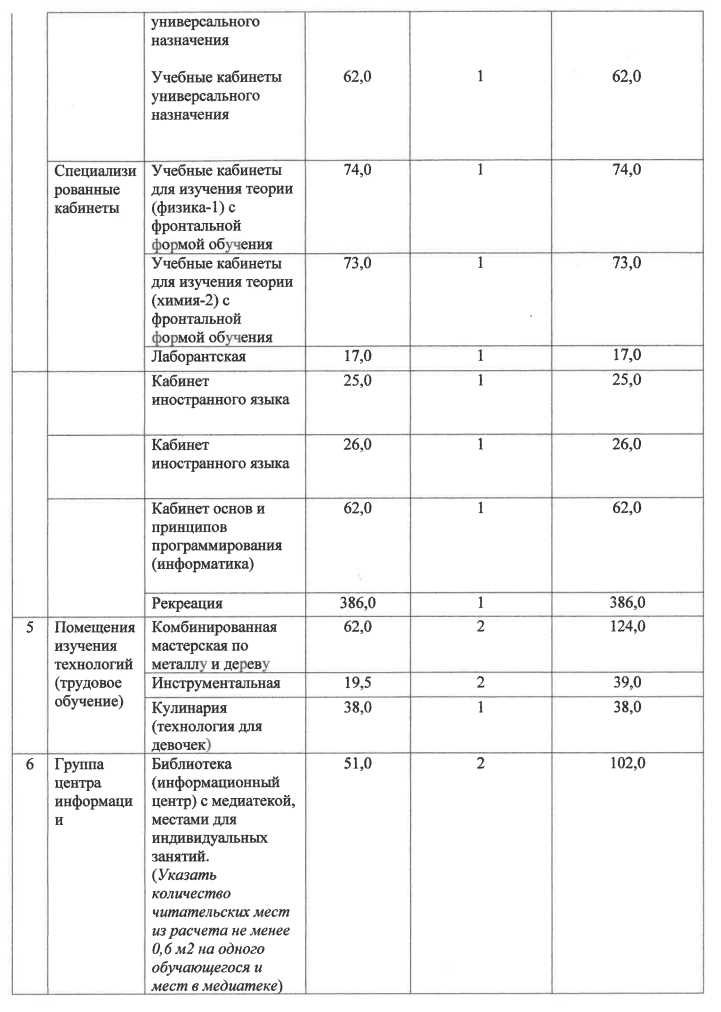 универсального
назначения
Учебные кабинеты 62,0 1 62,0
универсального
назначения
Специализи Учебные кабинеты 74,0 1 74,0
рованные для изучения теории
кабинеты (физика-1) с
фронтальной
формой обучения
Учебные кабинеты 73,0 1 73,0
для изучения теории
(химия-2) с
фронтальной
формой обучения
Лаборантская 17,0 1 17,0
Кабинет 25,0 1 25,0
иностранного языка
Кабинет 26,0 1 26,0
иностранного языка
Кабинет основ и 62,0 1 62,0
принципов
программирования
(информатика)
Рекреация 386,0 1 386,0
5 Помещения Комбинированная 62,0 2 124,0
изучения мастерская по
технологий металлу и дереву
(трудовое Инструментальная 19,5 2 39,0
обучение) Кулинария 38,0 1 38,0
(технология для
девочек)
6 Группа Библиотека 51,0 2 102,0
центра (информационный
информаци центр) с медиатекой,
и местами для
индивидуальных
занятий.
(Указать
количество
читательских мест
из расчета не менее
0,6 м2 на одного
обучающегося и
мест в медиатеке)